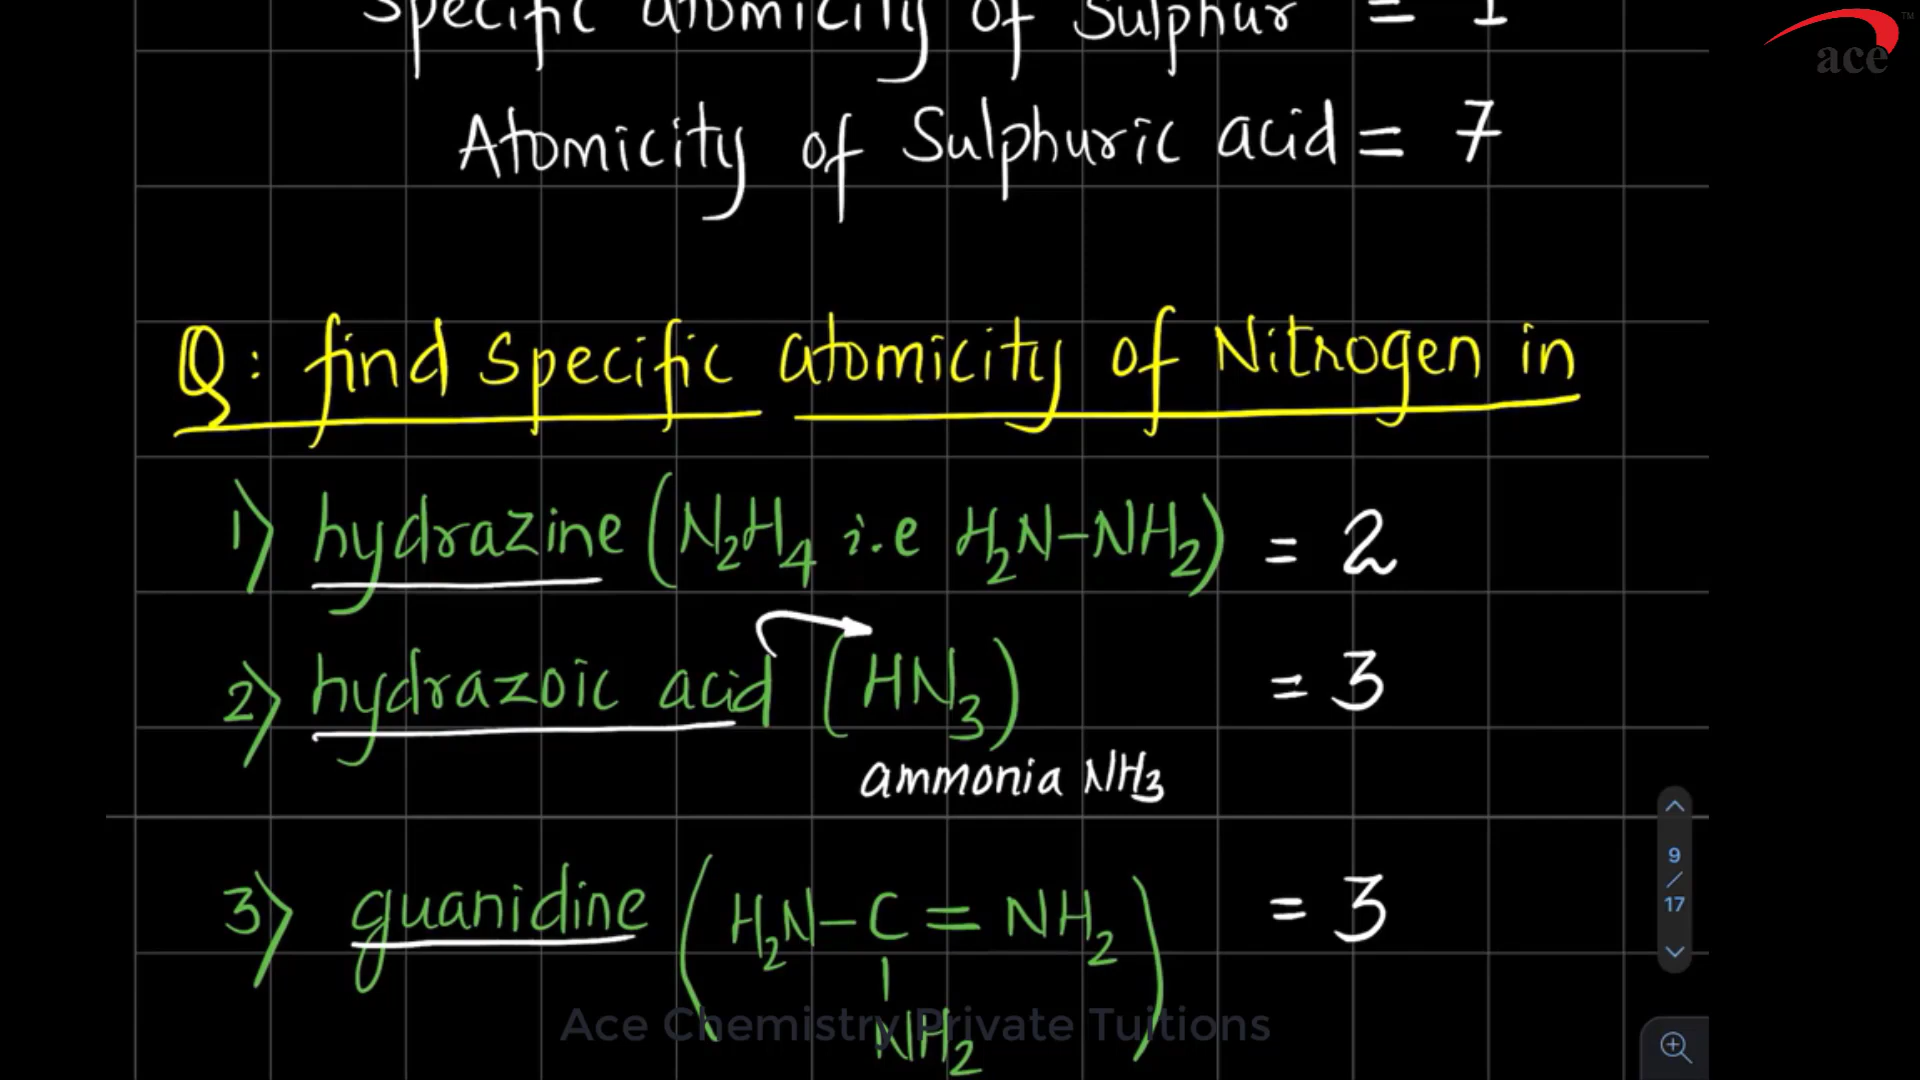 Specific atomicity of Sulphur = 1
ace TM
Atomicity of Sulphuric acid = 7
Q: find specific atomicity of Nitrogen in
1) hydrazine (N2H4 i.e H2N-NH2) = 2
2) hydrazoic acid (HN3) = 3
ammonia NH3
3) guanidine (H2N-C=NH2) = 3
NH2
9
/
17
Ace Chemistry Private Tuitions